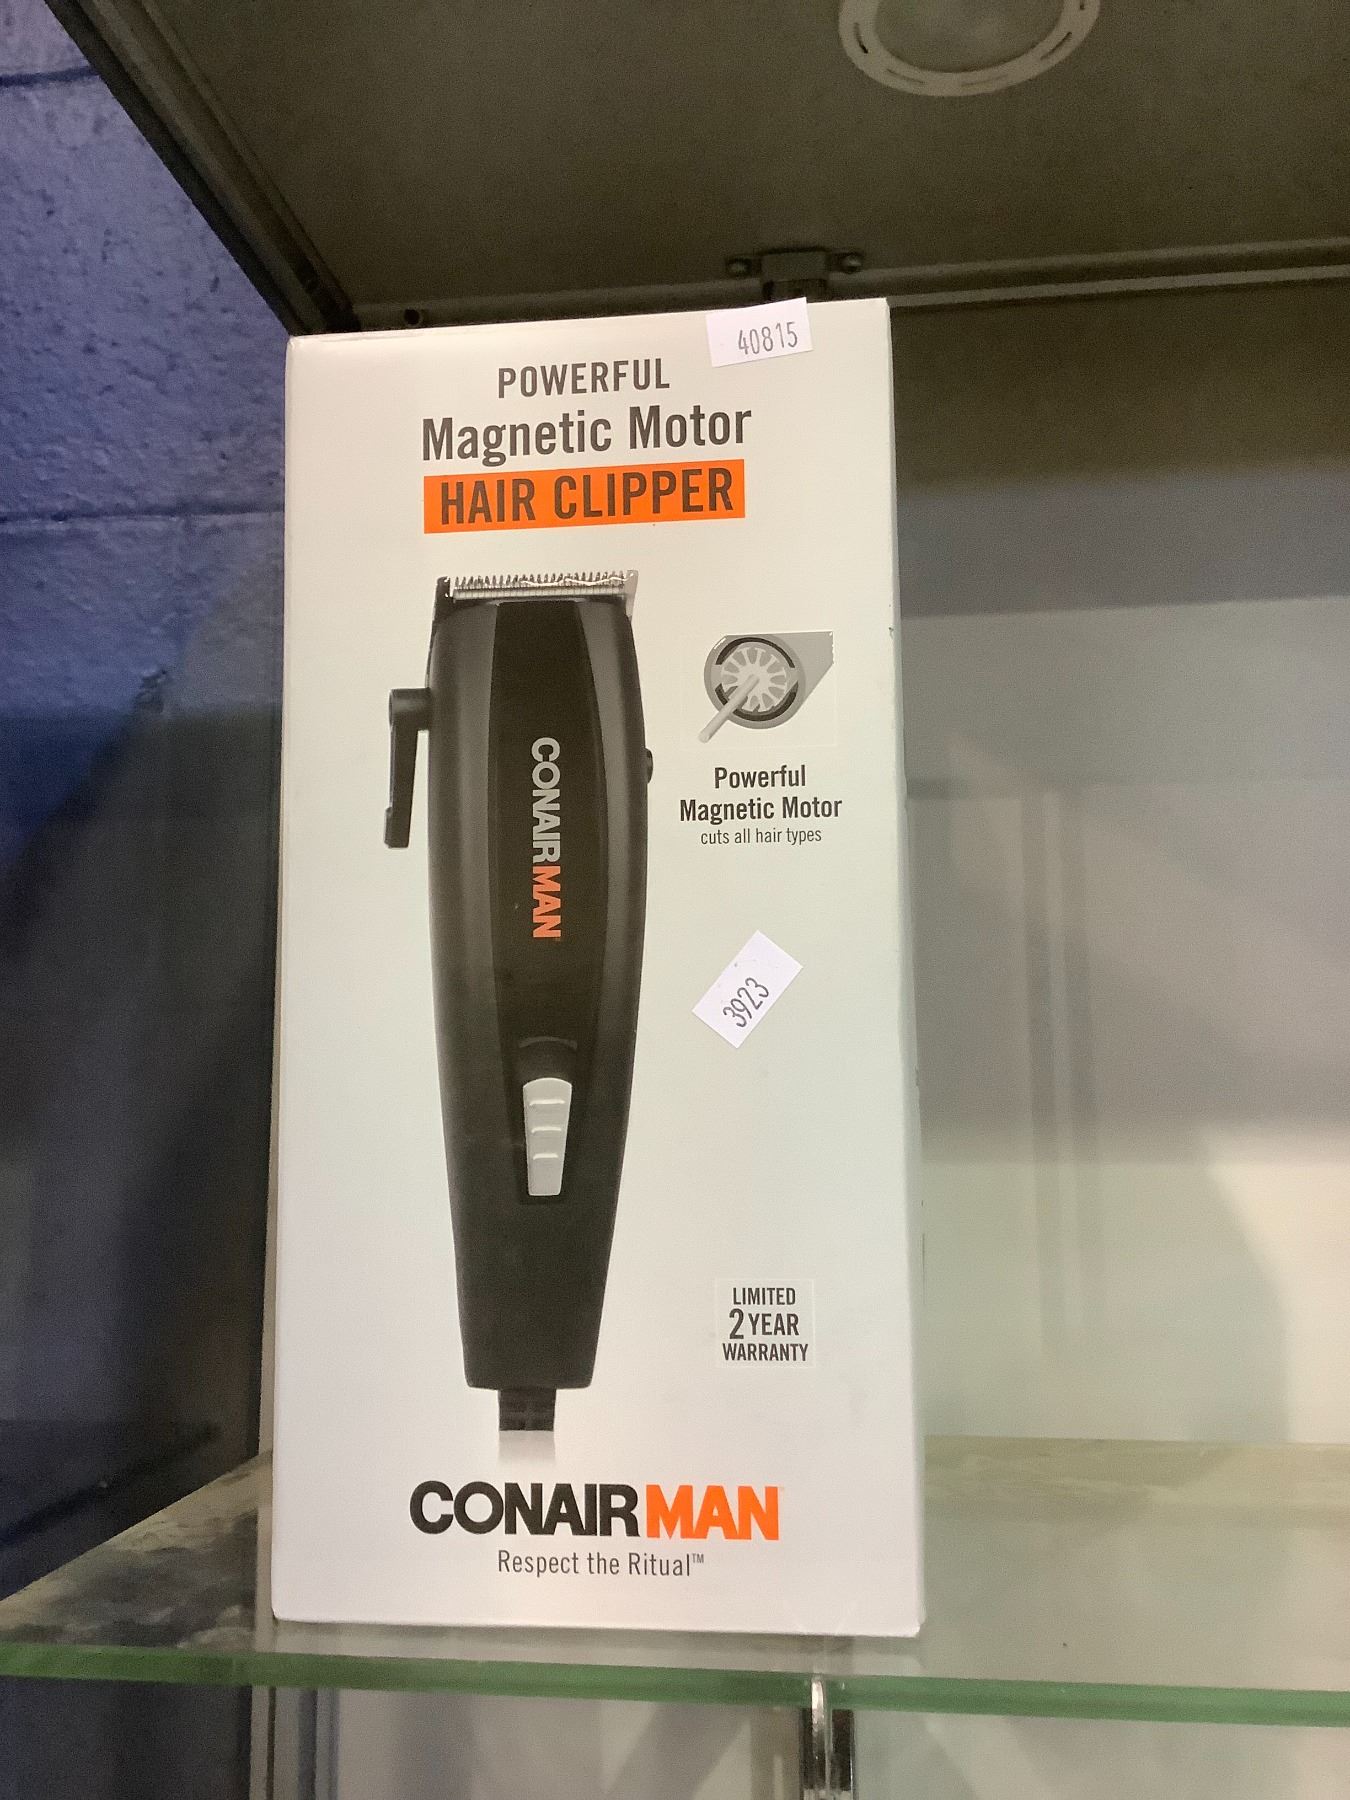 40815
POWERFUL
Magnetic Motor
HAIR CLIPPER
CONAIRMAN
Powerful
Magnetic Motor
cuts all hair types
3923
LIMITED
2 YEAR
WARRANTY
CONAIRMAN
Respect the Ritual™